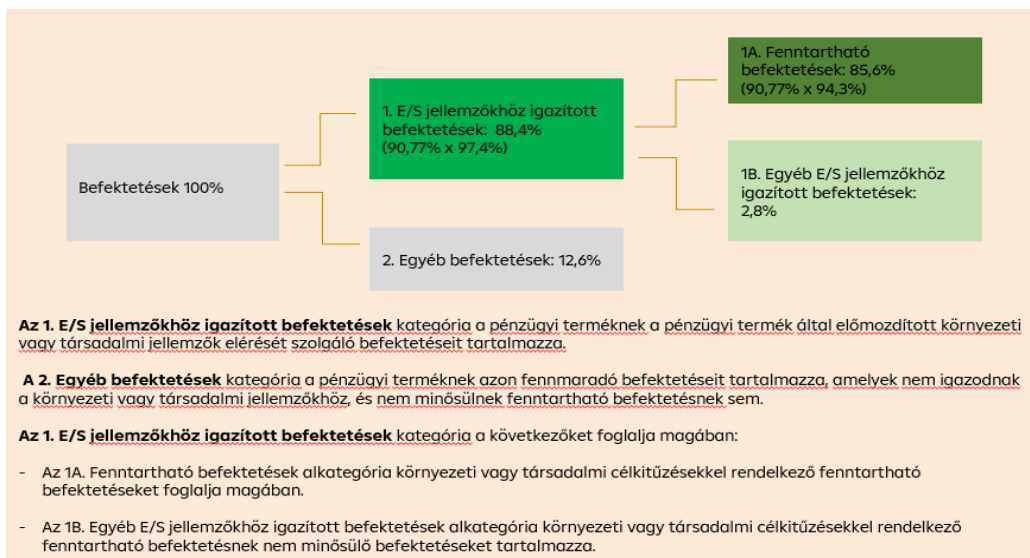 1A. Fenntartható
befektetések: 85,6%
(90,77% x 94,3%)
1. E/S jellemzőkhöz igazított
befektetések: 88,4%
(90,77% x 97,4%)
Befektetések 100%
1B. Egyéb E/S jellemzőkhöz
igazított befektetések:
2,8%
2. Egyéb befektetések: 12,6%
Az 1. E/S jellemzőkhöz igazított befektetések kategória a pénzügyi terméknek a pénzügyi termék által előmozdított környezeti
vagy társadalmi jellemzők elérését szolgáló befektetéseit tartalmazza.
A 2. Egyéb befektetések kategória a pénzügyi terméknek azon fennmaradó befektetéseit tartalmazza, amelyek nem igazodnak
a környezeti vagy társadalmi jellemzőkhöz, és nem minősülnek fenntartható befektetésnek sem.
Az 1. E/S jellemzőkhöz igazított befektetések kategória a következőket foglalja magában:
- Az 1A. Fenntartható befektetések alkategória környezeti vagy társadalmi célkitűzésekkel rendelkező fenntartható
befektetéseket foglalja magában.
- Az 1B. Egyéb E/S jellemzőkhöz igazított befektetések alkategória környezeti vagy társadalmi célkitűzésekkel rendelkező
fenntartható befektetésnek nem minősülő befektetéseket tartalmazza.